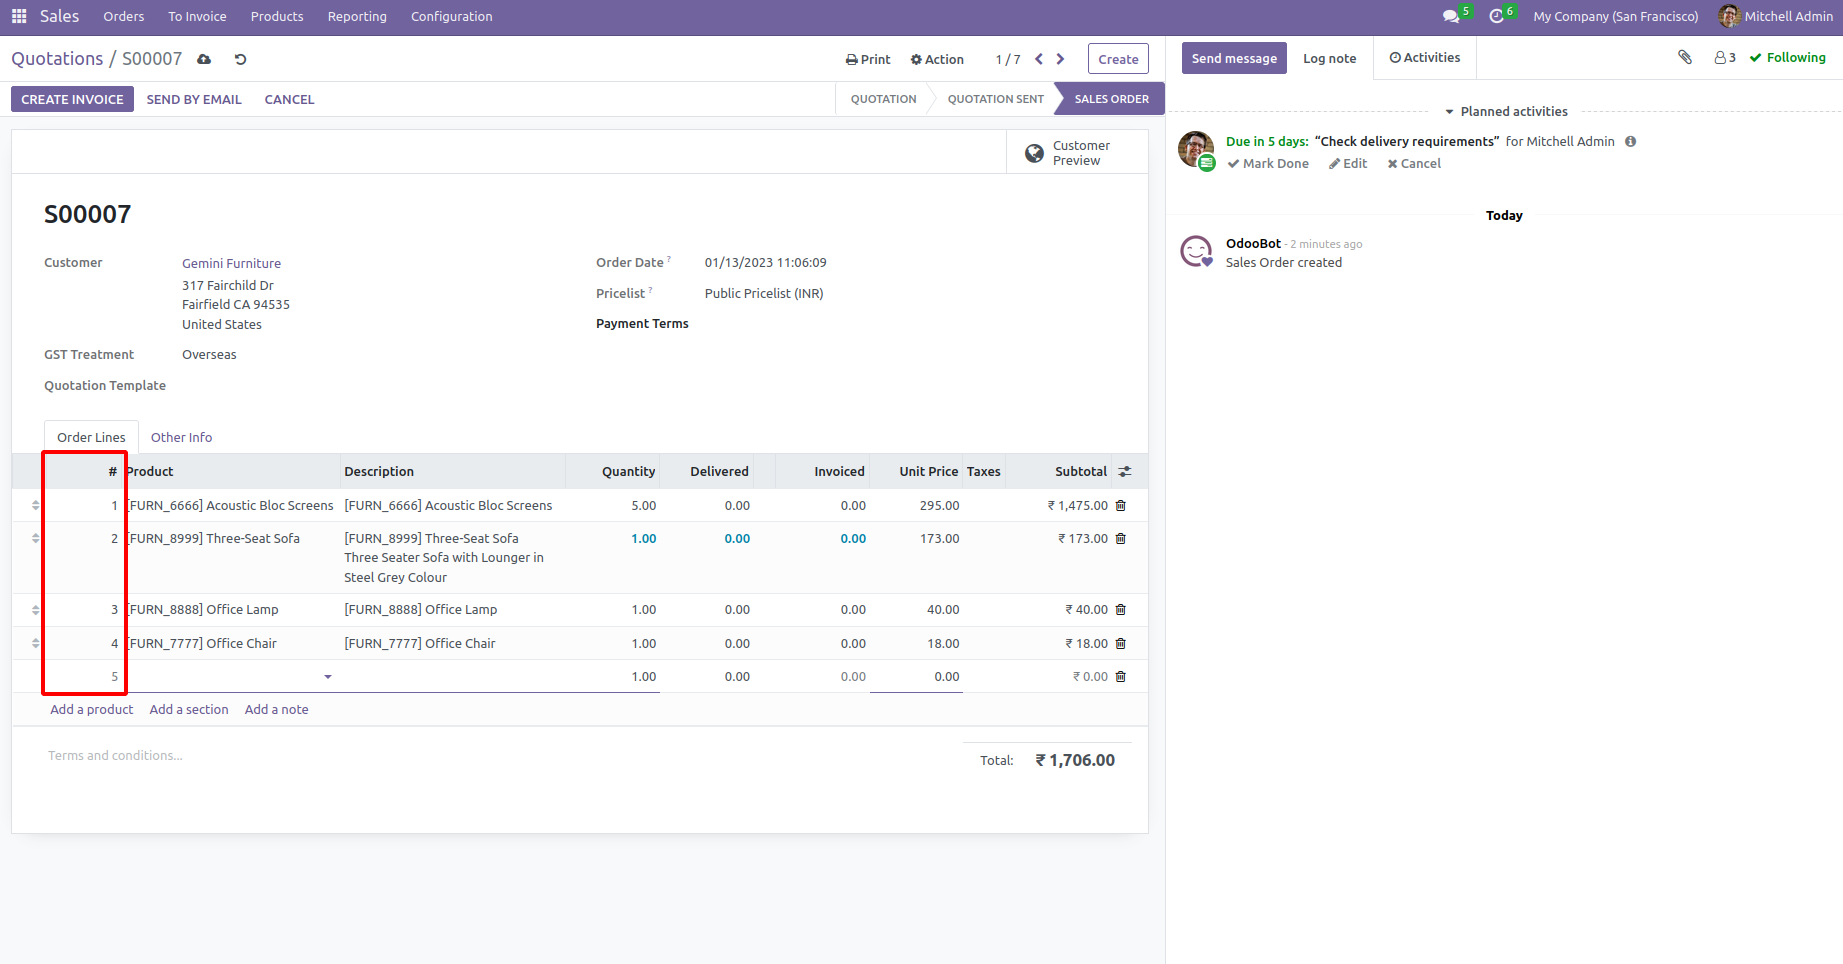 Sales Orders To Invoice Products Reporting Configuration 5 6 My Company (San Francisco) Mitchell Admin
Quotations / S00007 Print Action 1 / 7 Create
CREATE INVOICE SEND BY EMAIL CANCEL QUOTATION QUOTATION SENT SALES ORDER
Customer Preview
S00007
Customer Gemini Furniture
317 Fairchild Dr
Fairfield CA 94535
United States
GST Treatment Overseas
Quotation Template
Order Date ? 01/13/2023 11:06:09
Pricelist ? Public Pricelist (INR)
Payment Terms
Order Lines Other Info
# Product Description Quantity Delivered Invoiced Unit Price Taxes Subtotal
1 [FURN_6666] Acoustic Bloc Screens [FURN_6666] Acoustic Bloc Screens 5.00 0.00 0.00 295.00 ₹ 1,475.00
2 [FURN_8999] Three-Seat Sofa [FURN_8999] Three-Seat Sofa 1.00 0.00 0.00 173.00 ₹ 173.00
Three Seater Sofa with Lounger in
Steel Grey Colour
3 [FURN_8888] Office Lamp [FURN_8888] Office Lamp 1.00 0.00 0.00 40.00 ₹ 40.00
4 [FURN_7777] Office Chair [FURN_7777] Office Chair 1.00 0.00 0.00 18.00 ₹ 18.00
5 1.00 0.00 0.00 0.00 ₹ 0.00
Add a product Add a section Add a note
Terms and conditions...
Total: ₹ 1,706.00
Send message Log note Activities 3 Following
Planned activities
Due in 5 days: “Check delivery requirements” for Mitchell Admin
Mark Done Edit Cancel
Today
OdooBot - 2 minutes ago
Sales Order created